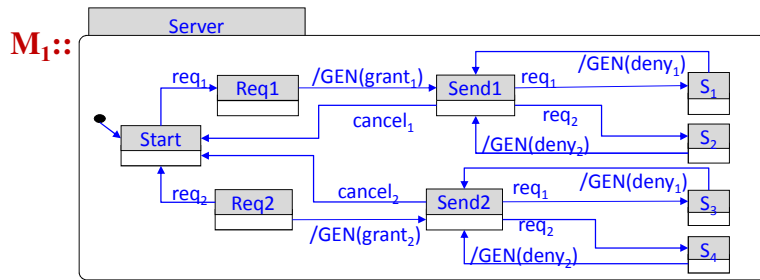 Server
M₁::
req₁ Req1 /GEN(grant₁) Send1 req₁ /GEN(deny₁) S₁
Start cancel₁ req₂ /GEN(deny₂) S₂
req₂ Req2 cancel₂ /GEN(grant₂) Send2 req₁ /GEN(deny₁) S₃
req₂ /GEN(deny₂) S₄